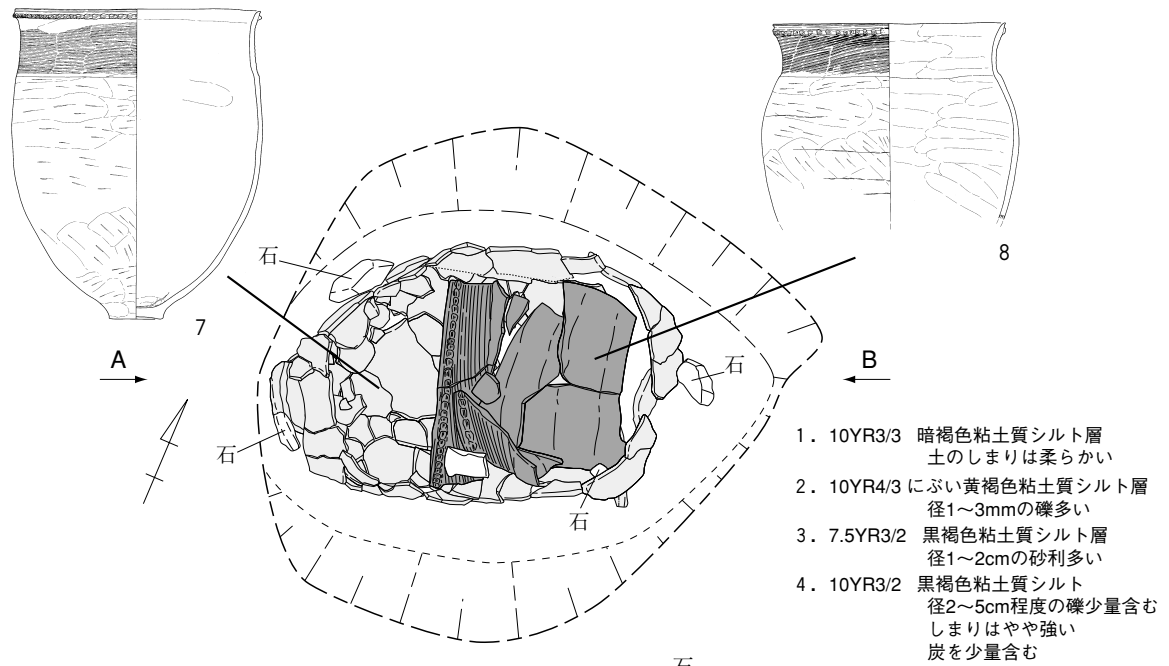 7
8
石
A
B
石
石
石
1．10YR3/3 暗褐色粘土質シルト層
土のしまりは柔らかい
2．10YR4/3 にぶい黄褐色粘土質シルト層
径1～3mmの礫多い
3．7.5YR3/2 黒褐色粘土質シルト層
径1～2cmの砂利多い
4．10YR3/2 黒褐色粘土質シルト
径2～5cm程度の礫少量含む
しまりはやや強い
炭を少量含む
石